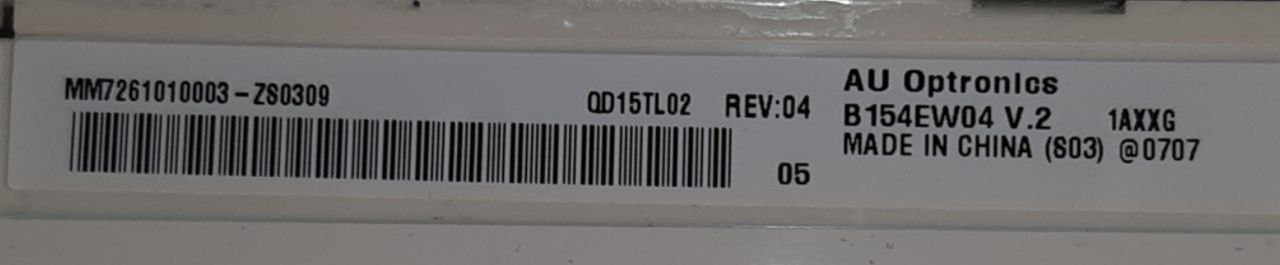 MM7261010003-ZS0309
QD15TL02 REV:04
05
AU Optronics
B154EW04 V.2 1AXXG
MADE IN CHINA (S03) @0707